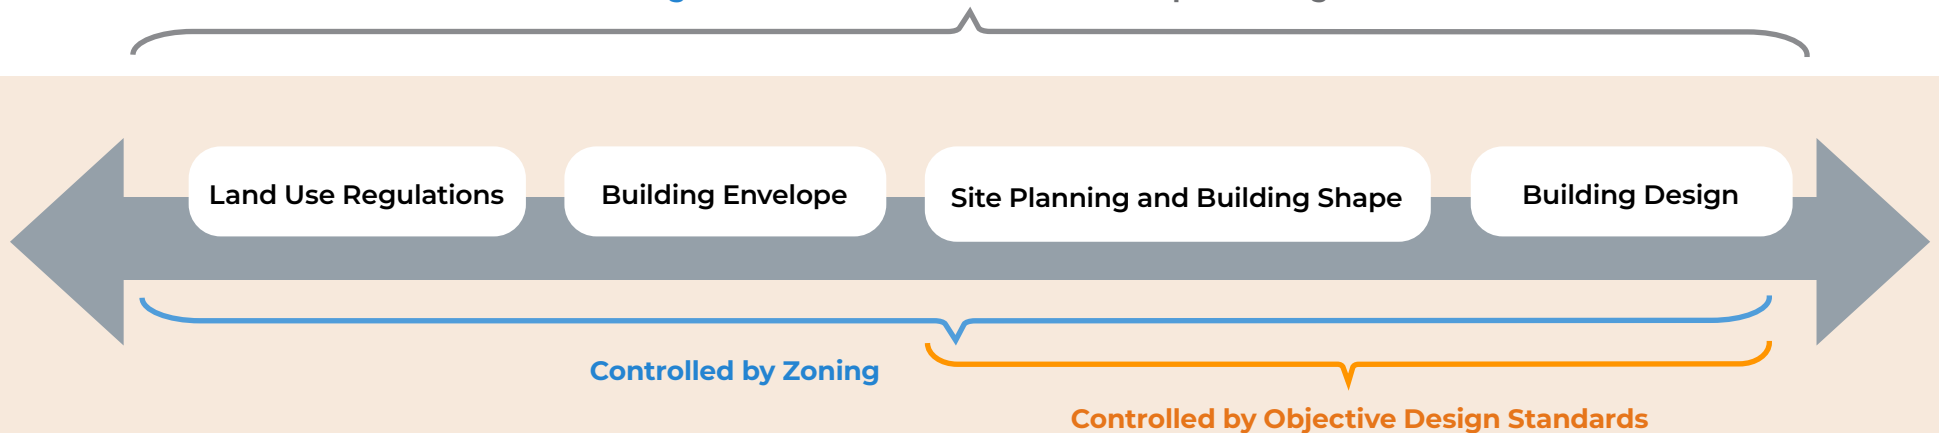 Land Use Regulations
Building Envelope
Site Planning and Building Shape
Building Design
Controlled by Zoning
Controlled by Objective Design Standards